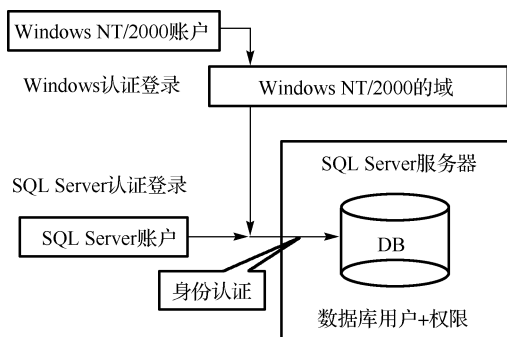 Windows NT/2000账户
Windows认证登录
Windows NT/2000的域
SQL Server服务器
SQL Server认证登录
SQL Server账户
DB
身份认证
数据库用户+权限